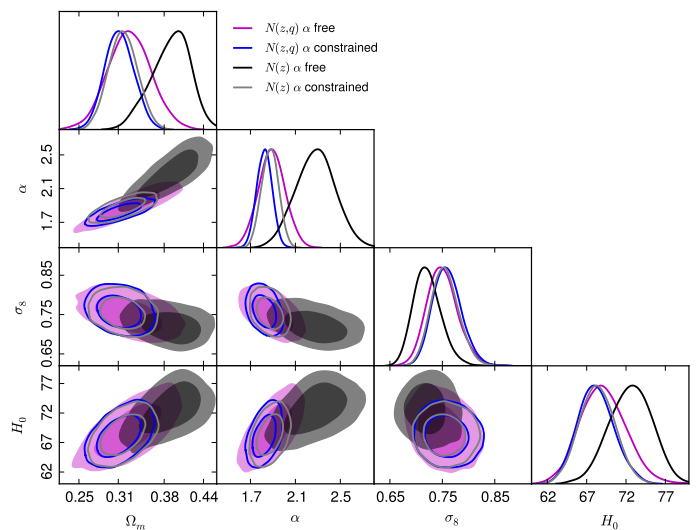 N(z,q) α free
N(z,q) α constrained
N(z) α free
N(z) α constrained
2.5
2.1
1.7
α
0.85
0.75
0.65
σ₈
77
72
67
62
H₀
0.25 0.31 0.38 0.44
1.7 2.1 2.5
0.65 0.75 0.85
62 67 72 77
Ωₘ
α
σ₈
H₀